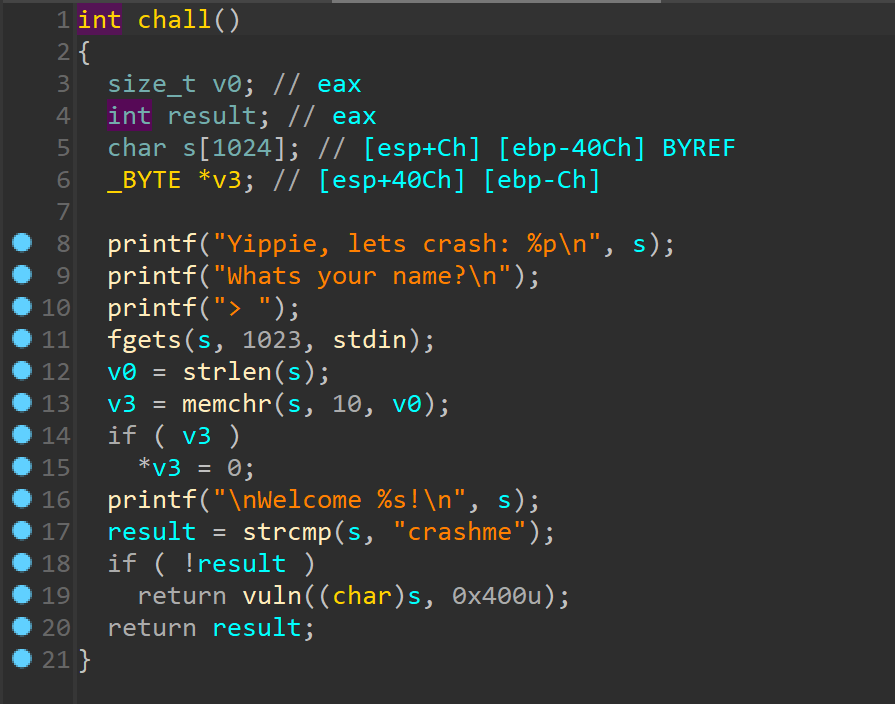 1 int chall()
2 {
3 size_t v0; // eax
4 int result; // eax
5 char s[1024]; // [esp+Ch] [ebp-40Ch] BYREF
6 _BYTE *v3; // [esp+40Ch] [ebp-Ch]
7
8 printf("Yippie, lets crash: %p\n", s);
9 printf("Whats your name?\n");
10 printf("> ");
11 fgets(s, 1023, stdin);
12 v0 = strlen(s);
13 v3 = memchr(s, 10, v0);
14 if ( v3 )
15 *v3 = 0;
16 printf("\nWelcome %s!\n", s);
17 result = strcmp(s, "crashme");
18 if ( !result )
19 return vuln((char)s, 0x400u);
20 return result;
21 }